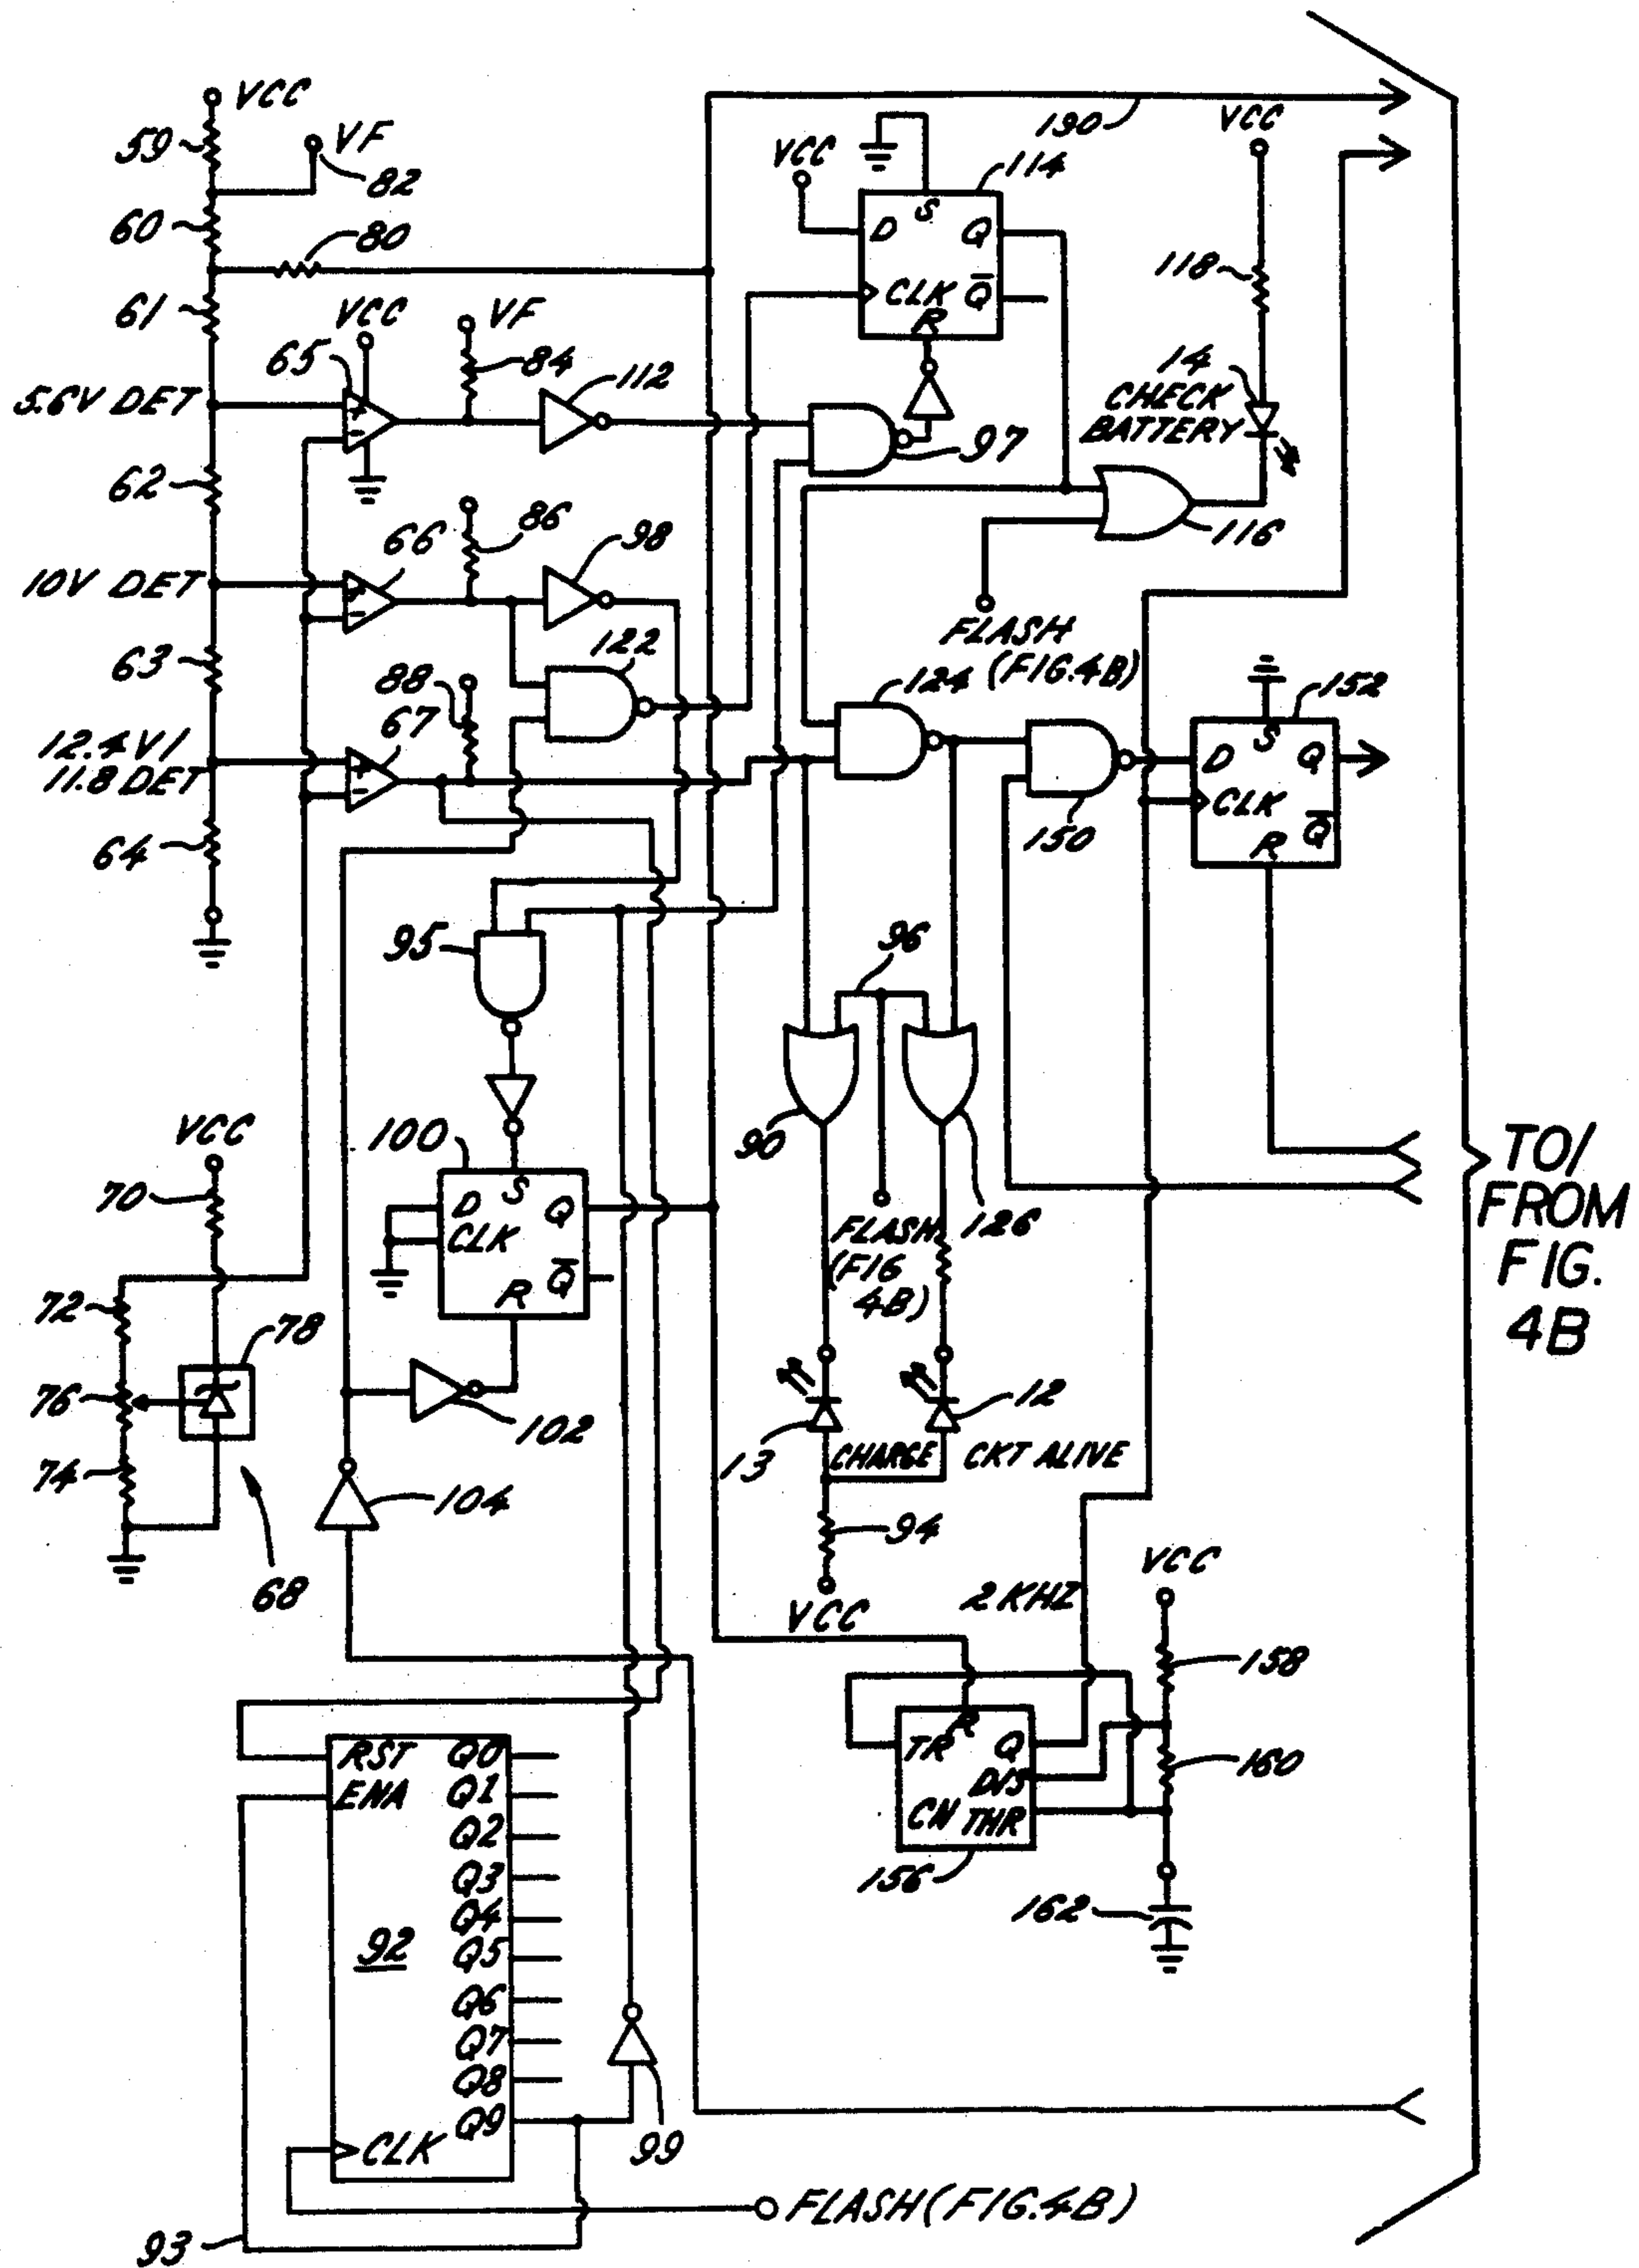 VCC
59
VF
82
60
80
61
VCC
VF
65
84
112
5.6V DET
62
66
86
98
10V DET
122
63
88
67
12.4V/
11.8 DET
64
95
190
VCC
VCC
114
D
S
Q
CLK
Q̅
R
118
14
CHECK
BATTERY
97
116
FLASH
(FIG.4B)
124
152
D
S
Q
CLK
Q̅
R
150
96
90
126
FLASH
(FIG
4B)
VCC
70
100
D
S
Q
CLK
Q̅
R
72
78
76
74
102
104
68
13
CHARGE
12
CKT ALIVE
94
VCC
2KHZ
VCC
158
160
TR
R
Q
DIS
CN
THR
156
162
RST
ENA
Q0
Q1
Q2
Q3
Q4
Q5
Q6
Q7
Q8
Q9
92
CLK
99
93
FLASH(FIG.4B)
TO/
FROM
FIG.
4B